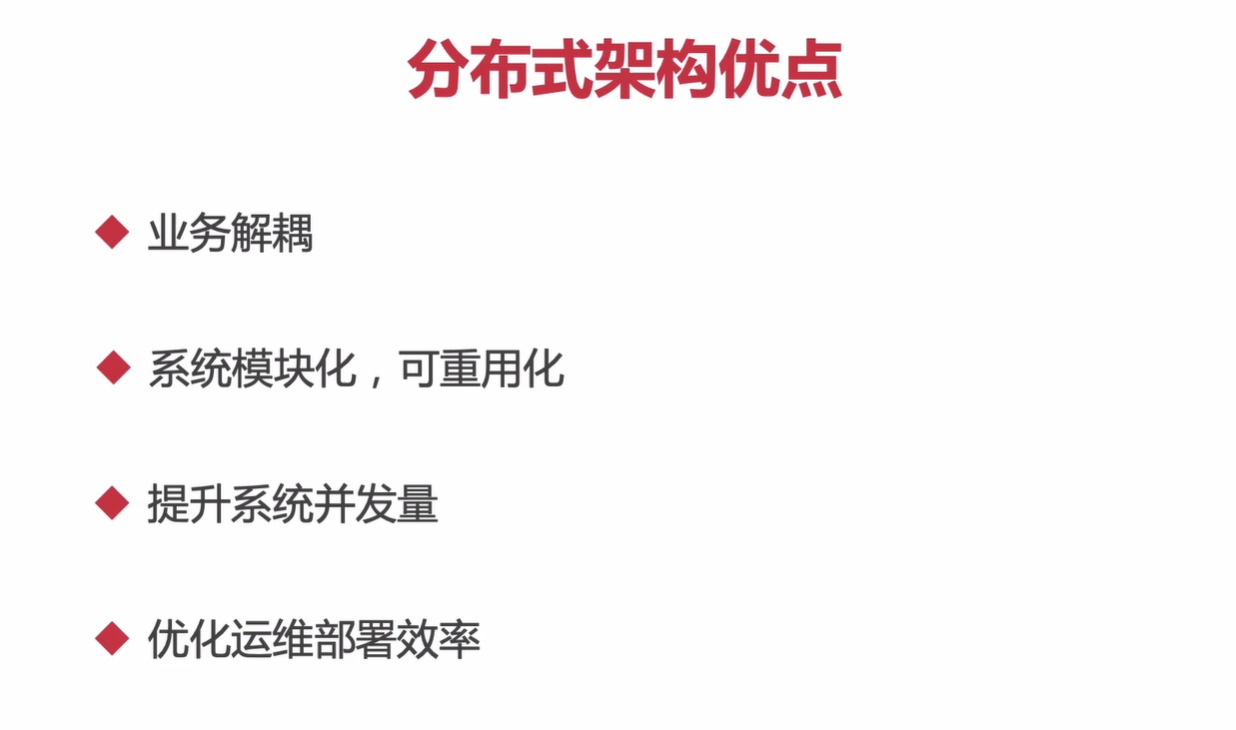 分布式架构优点
业务解耦
系统模块化，可重用化
提升系统并发量
优化运维部署效率